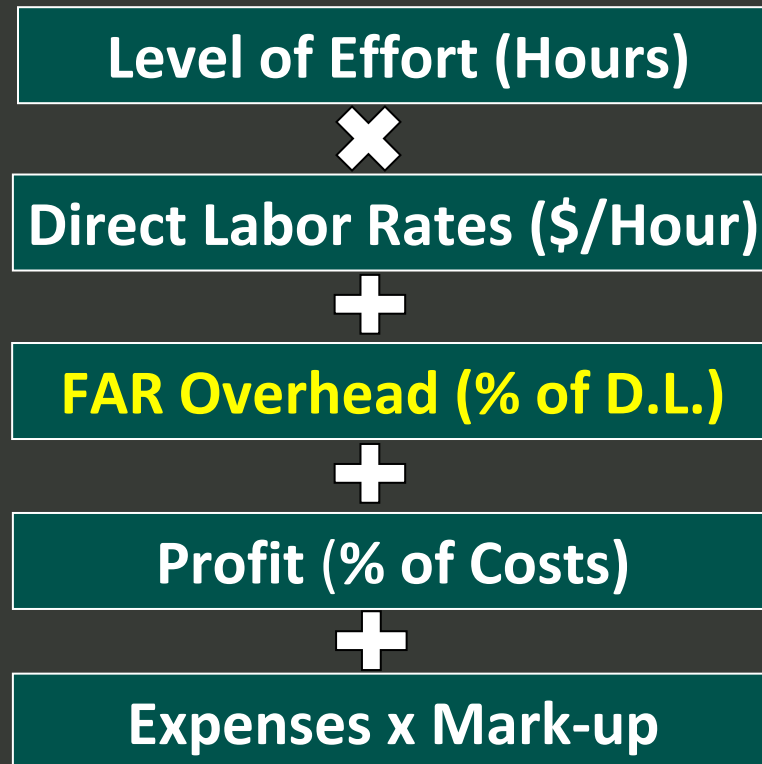 Level of Effort (Hours)
Direct Labor Rates ($/Hour)
FAR Overhead (% of D.L.)
Profit (% of Costs)
Expenses x Mark-up